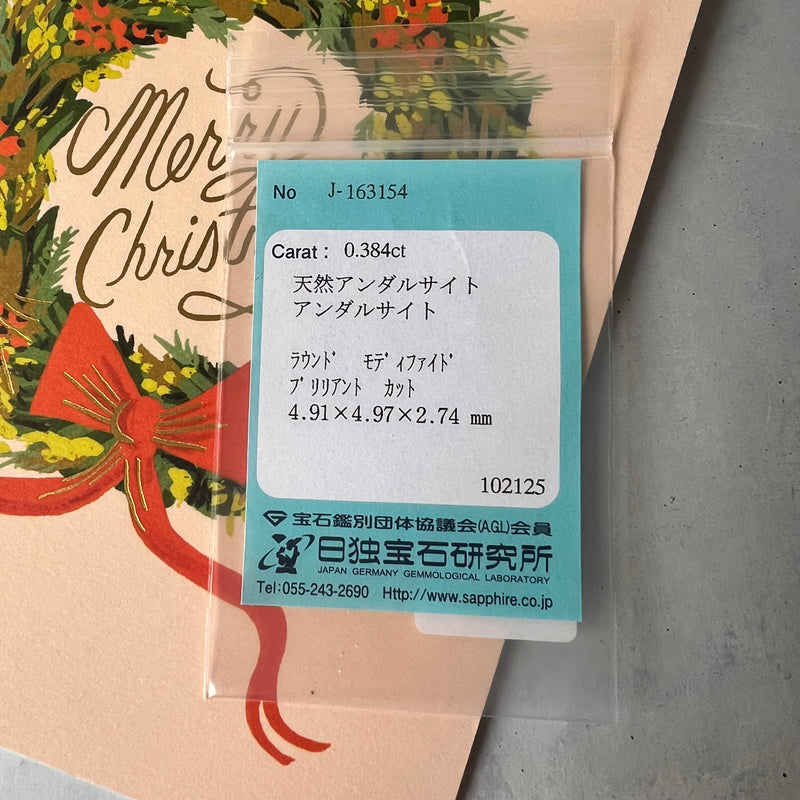 Merry
Christ
No J-163154
Carat : 0.384ct
天然アンダルサイト
アンダルサイト
ﾗｳﾝﾄﾞ ﾓﾃﾞｨﾌｧｲﾄﾞ
ﾌﾞﾘﾘｱﾝﾄ ｶｯﾄ
4.91×4.97×2.74 mm
102125
宝石鑑別団体協議会(AGL)会員
日独宝石研究所
JAPAN GERMANY GEMMOLOGICAL LABORATORY
Tel:055-243-2690 Http://www.sapphire.co.jp